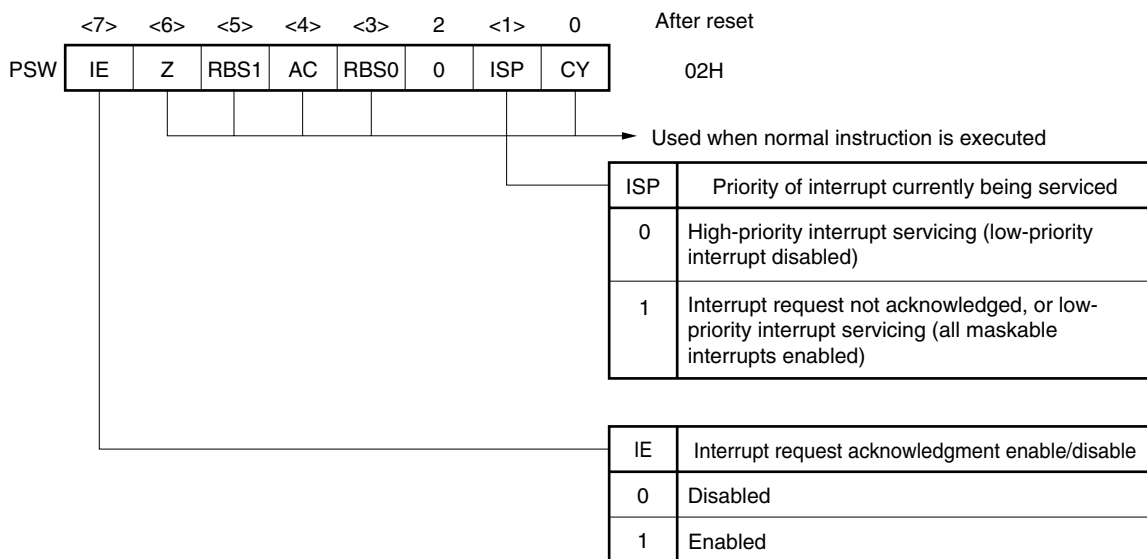 <7> <6> <5> <4> <3> 2 <1> 0 After reset
PSW IE Z RBS1 AC RBS0 0 ISP CY 02H
Used when normal instruction is executed
ISP Priority of interrupt currently being serviced
0 High-priority interrupt servicing (low-priority
interrupt disabled)
1 Interrupt request not acknowledged, or low-
priority interrupt servicing (all maskable
interrupts enabled)
IE Interrupt request acknowledgment enable/disable
0 Disabled
1 Enabled